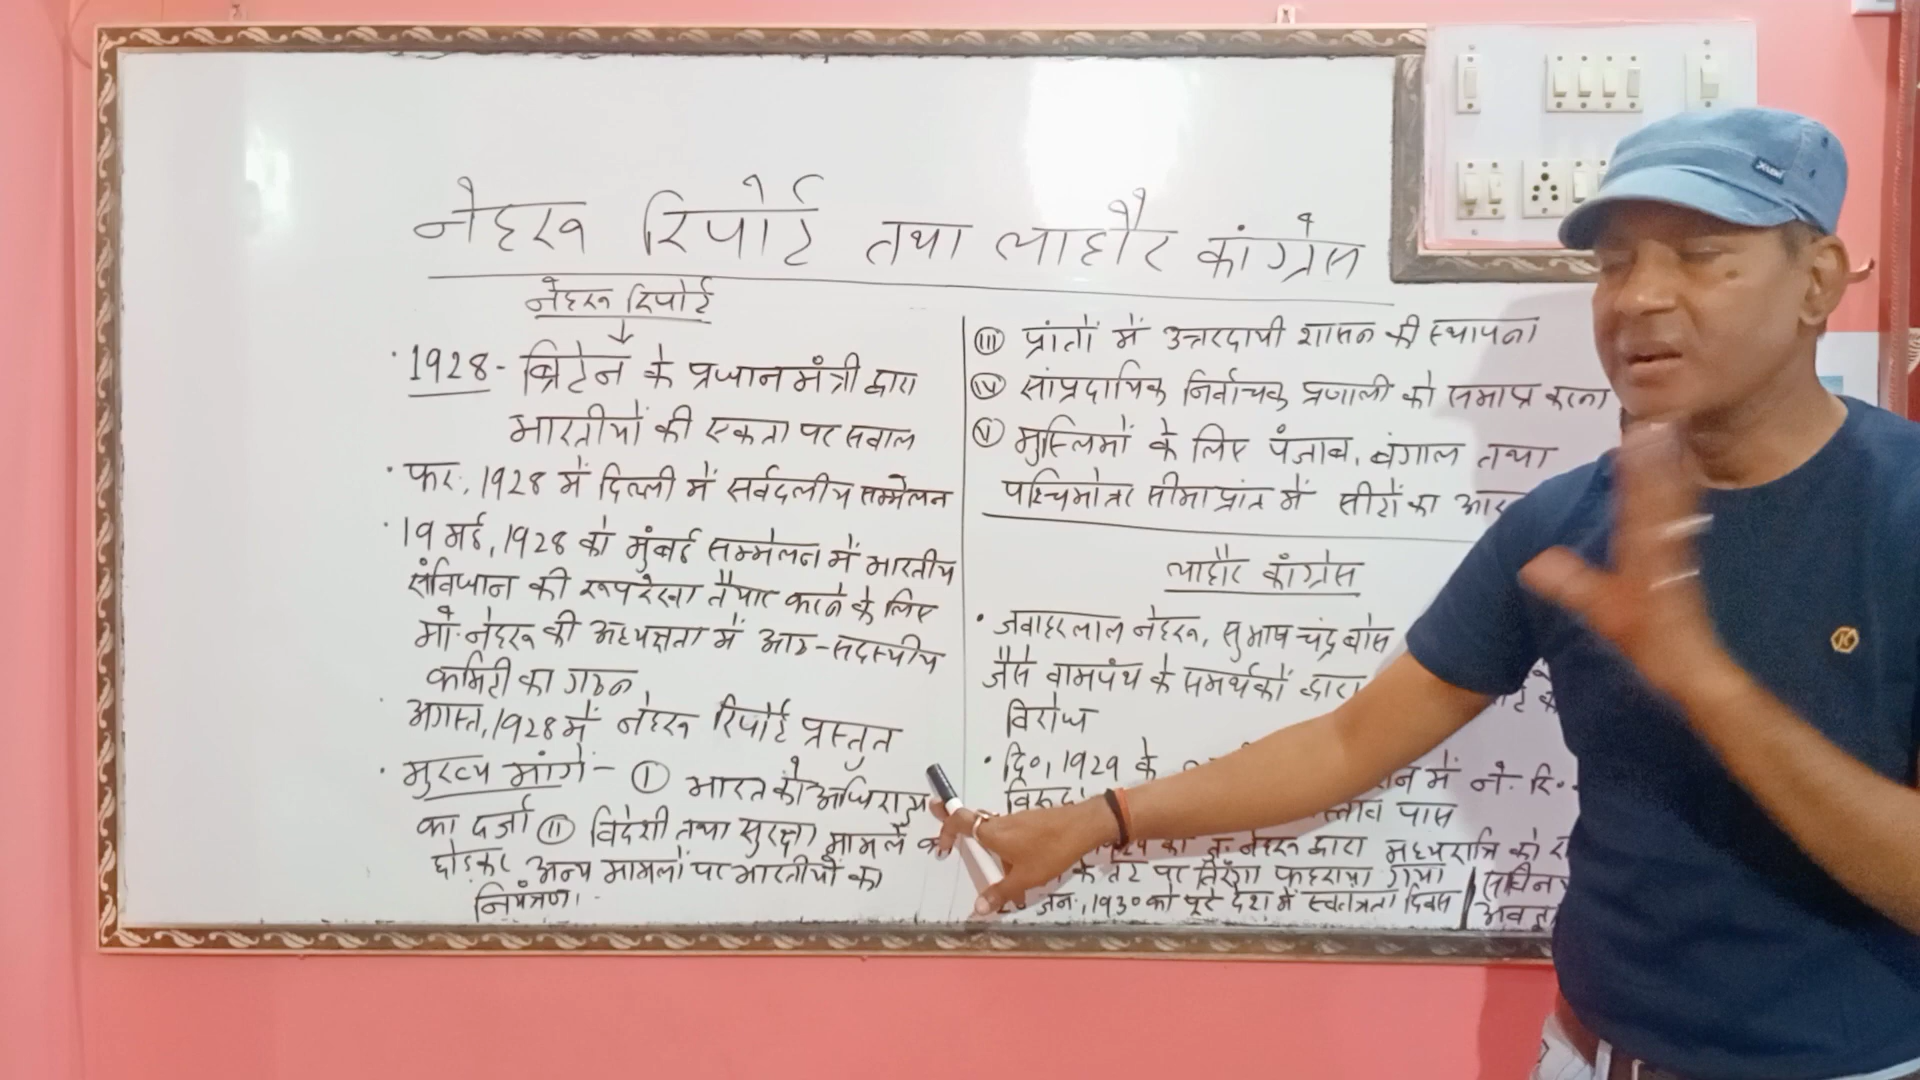 नेहरू रिपोर्ट तथा लाहौर कांग्रेस
नेहरू रिपोर्ट
1928 - ब्रिटेन के प्रधानमंत्री द्वारा
भारतीयों की एकता पर सवाल
फर. 1928 में दिल्ली में सर्वदलीय सम्मेलन
19 मई, 1928 को मुंबई सम्मेलन में भारतीय
संविधान की रूपरेखा तैयार करने के लिए
मो. नेहरू की अध्यक्षता में आठ-सदस्यीय
कमिटी का गठन
अगस्त, 1928 में नेहरू रिपोर्ट प्रस्तुत
मुख्य मांगें - (I) भारत को अधिराज्य
का दर्जा (II) विदेशी तथा सुरक्षा मामले को
छोड़कर अन्य मामलों पर भारतीयों का
नियंत्रण।
(III) प्रांतों में उत्तरदायी शासन की स्थापना
(IV) सांप्रदायिक निर्वाचक प्रणाली को समाप्त करना
(V) मुस्लिमों के लिए पंजाब, बंगाल तथा
पश्चिमोत्तर सीमा प्रांत में सीटों का
लाहौर कांग्रेस
जवाहरलाल नेहरू, सुभाष चंद्र बोस
जैसे वामपंथ के समर्थकों द्वारा
विरोध
दि०, 1929 के में ने. रि.
विरूद्ध पास
नेहरू द्वारा मध्यरात्रि को
के तट पर तिरंगा फहराया गया
जन., 1930 को पूरे देश में स्वतंत्रता दिवस